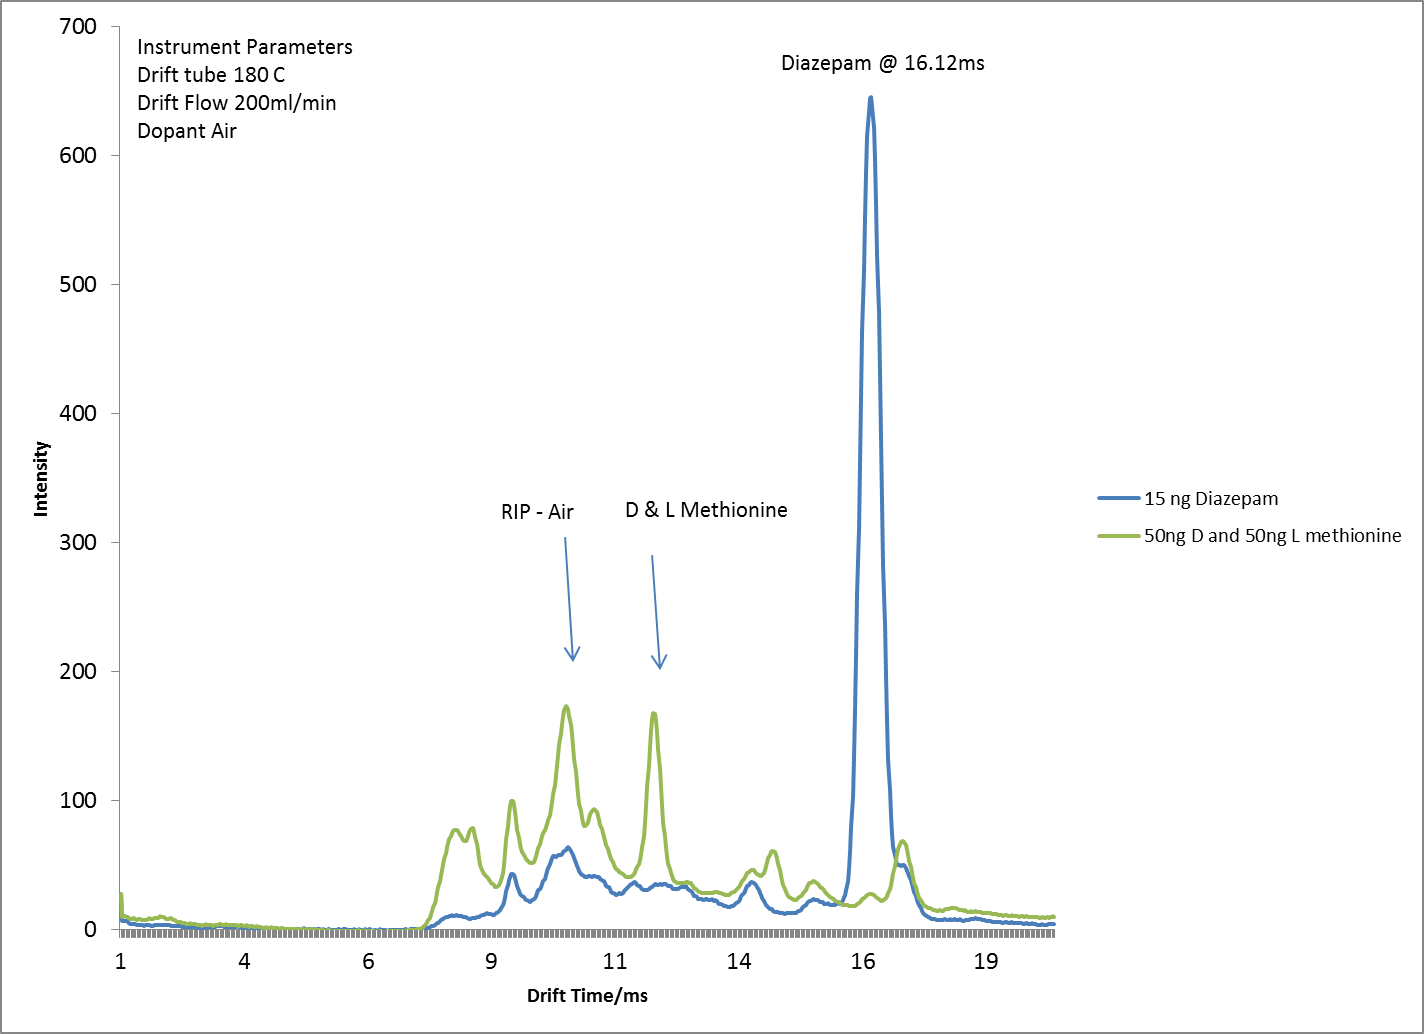 700
Instrument Parameters
Drift tube 180 C
Drift Flow 200ml/min
Dopant Air
Diazepam @ 16.12ms
600
500
400
Intensity
RIP - Air
D & L Methionine
15 ng Diazepam
50ng D and 50ng L methionine
300
200
100
0
1 4 6 9 11 14 16 19
Drift Time/ms